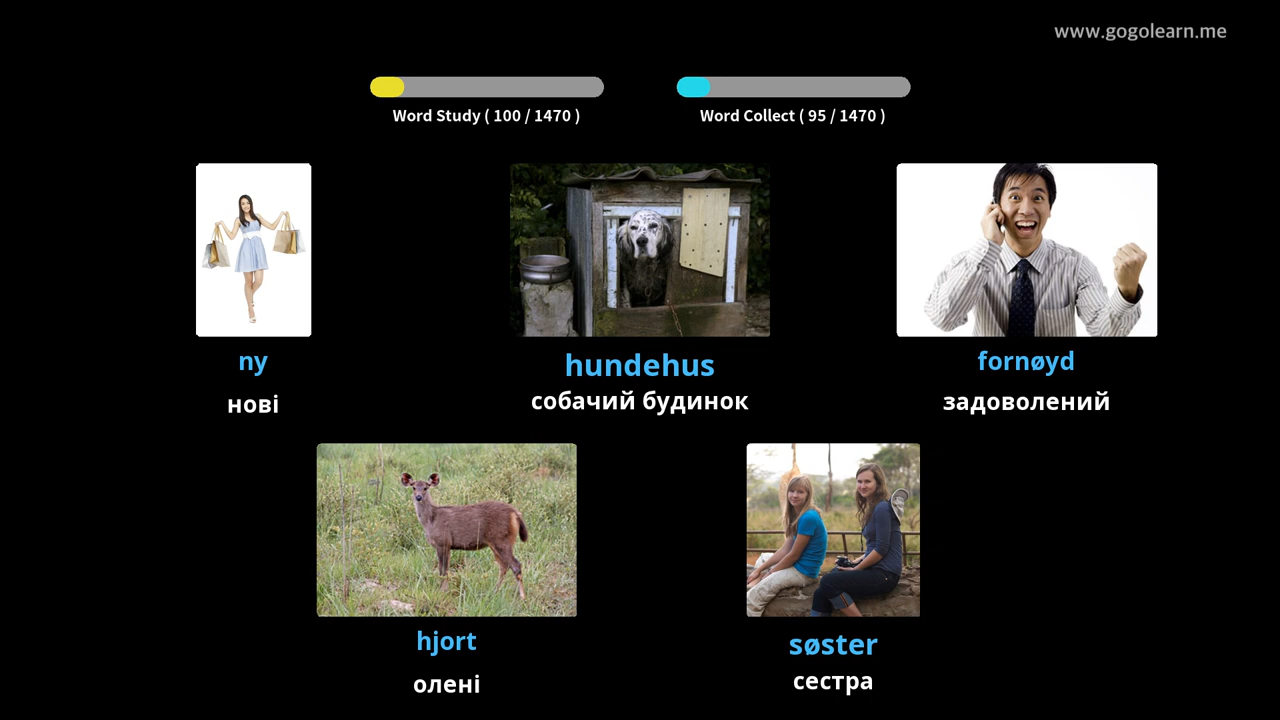 www.gogolearn.me
Word Study ( 100 / 1470 )
Word Collect ( 95 / 1470 )
ny
hundehus
fornøyd
нові
собачий будинок
задоволений
hjort
søster
олені
сестра